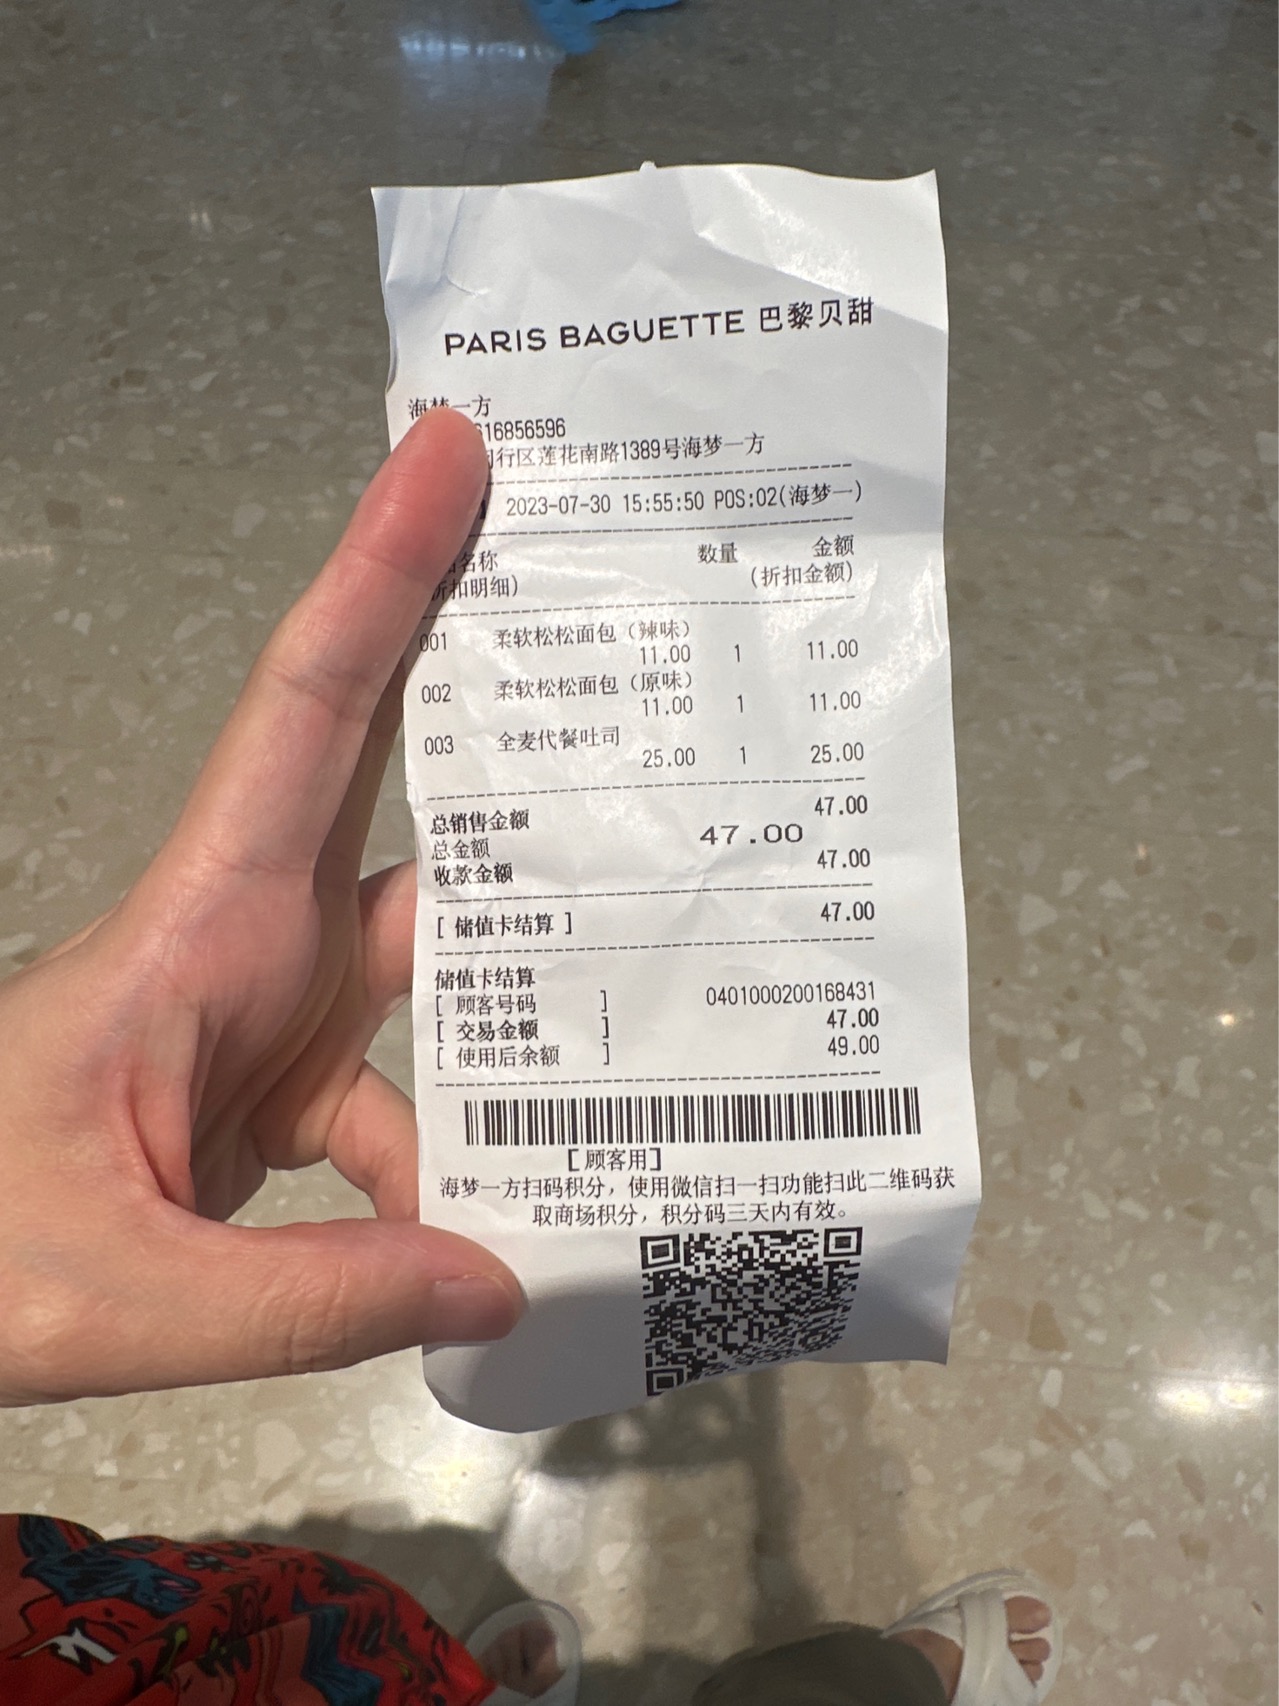 PARIS BAGUETTE 巴黎贝甜
海梦一方
16856596
行区莲花南路1389号海梦一方
2023-07-30 15:55:50 POS:02(海梦一)
名称 数量 金额
折扣明细) (折扣金额)
001 柔软松松面包（辣味）
11.00 1 11.00
002 柔软松松面包（原味）
11.00 1 11.00
003 全麦代餐吐司
25.00 1 25.00
总销售金额 47.00
总金额 47.00
收款金额 47.00
[ 储值卡结算 ] 47.00
储值卡结算
[ 顾客号码 ] 0401000200168431
[ 交易金额 ] 47.00
[ 使用后余额 ] 49.00
[顾客用]
海梦一方扫码积分，使用微信扫一扫功能扫此二维码获
取商场积分，积分码三天内有效。